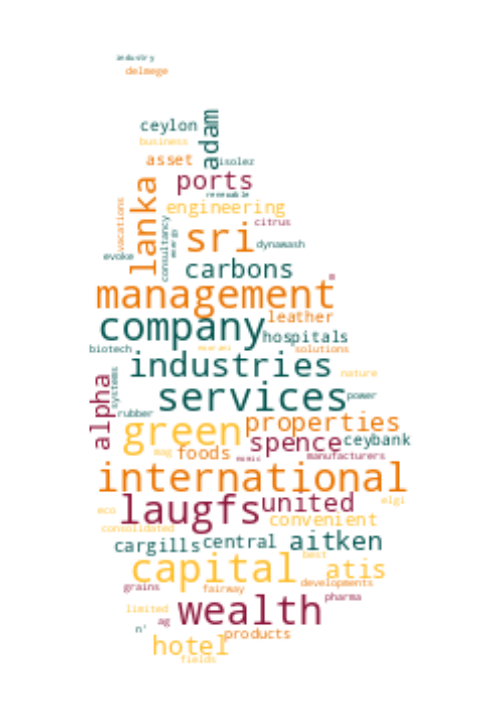 industry
delmege
ceylon
adam
business
asset
isolez
ports
renewable
lanka
vacations
engineering
citrus
consultancy
energy
sri
dynawash
evoke
carbons
management
leather
company
hospitals
biotech
solutions
industries
nature
systems
services
power
alpha
rubber
green
properties
spence
ceybank
mag
foods
manufacturers
international
laugfs
united
elgi
eco
convenient
consolidated
cargills
central
aitken
best
capital
atis
grains
fairway
developments
pharma
wealth
limited
ag
n'
products
hotel
fields